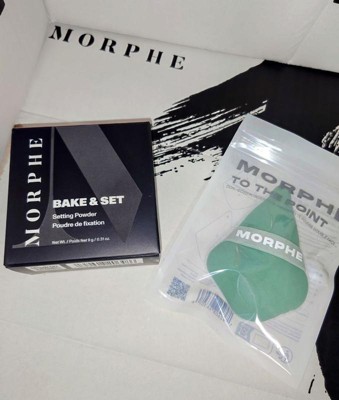 MORPHE
MORPHE
BAKE & SET
Setting Powder
Poudre de fixation
MORPHE
TO THE POINT
MORPHE